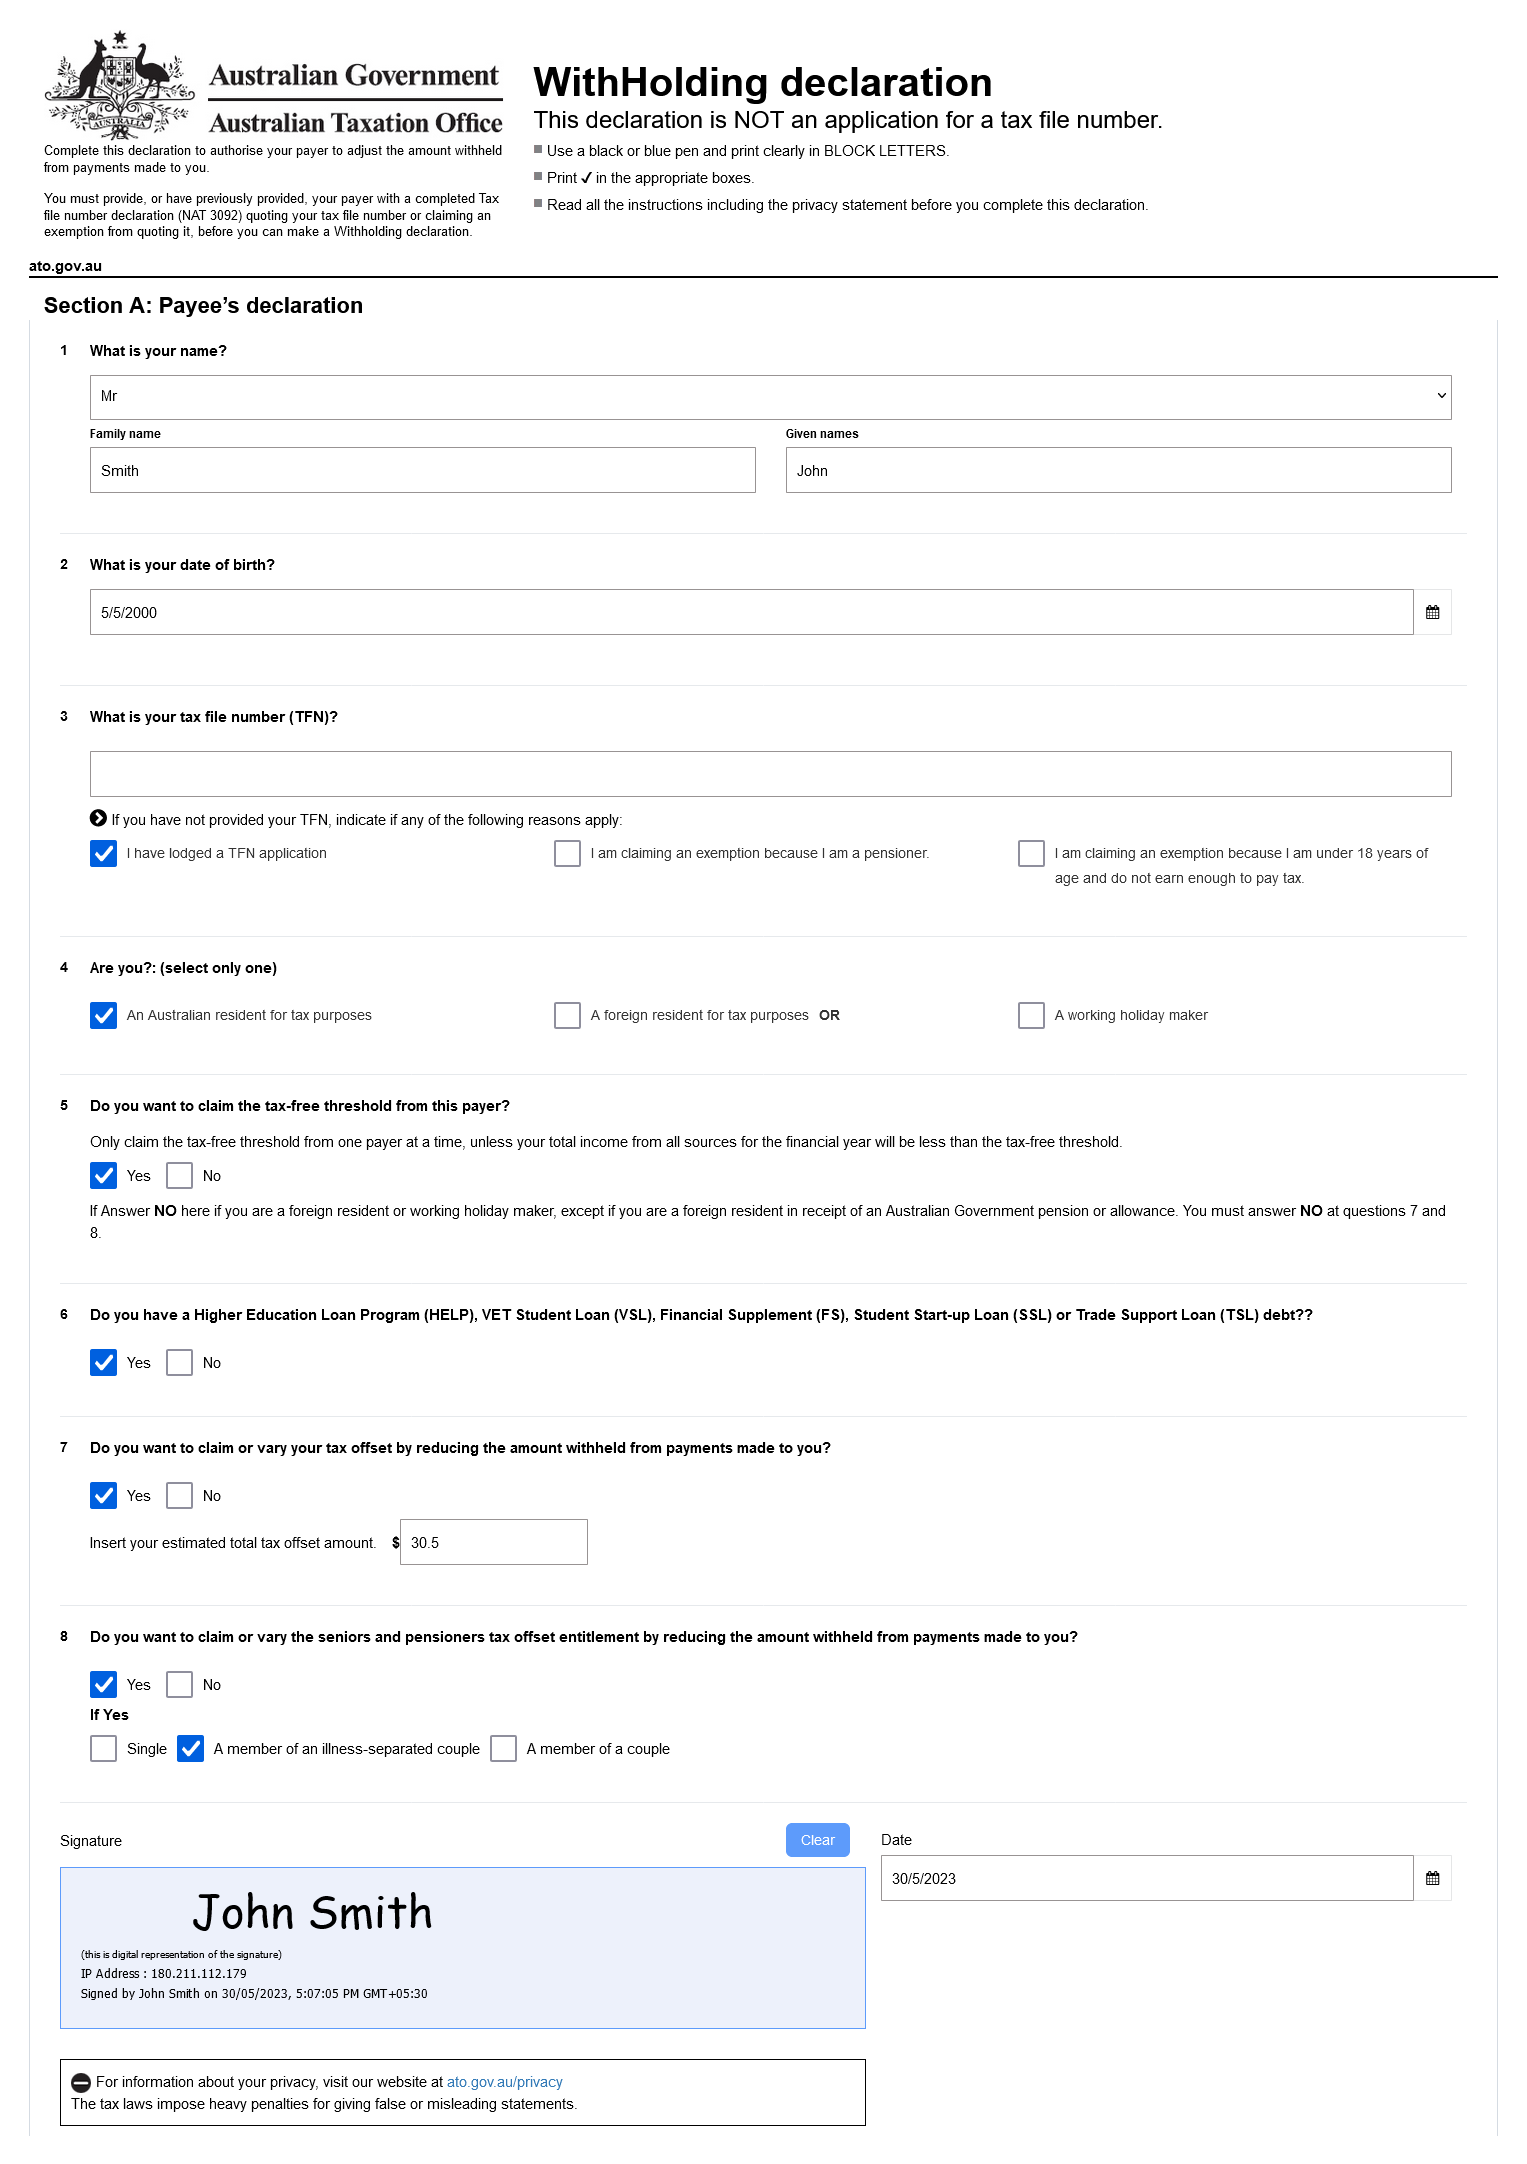 Australian Government
Australian Taxation Office
AUSTRALIA
Complete this declaration to authorise your payer to adjust the amount withheld
from payments made to you.
You must provide, or have previously provided, your payer with a completed Tax
file number declaration (NAT 3092) quoting your tax file number or claiming an
exemption from quoting it, before you can make a Withholding declaration.
ato.gov.au
WithHolding declaration
This declaration is NOT an application for a tax file number.
■ Use a black or blue pen and print clearly in BLOCK LETTERS.
■ Print ✓ in the appropriate boxes.
■ Read all the instructions including the privacy statement before you complete this declaration.
Section A: Payee’s declaration
1 What is your name?
Mr
Family name Given names
Smith John
2 What is your date of birth?
5/5/2000
3 What is your tax file number (TFN)?
If you have not provided your TFN, indicate if any of the following reasons apply:
I have lodged a TFN application
I am claiming an exemption because I am a pensioner.
I am claiming an exemption because I am under 18 years of
age and do not earn enough to pay tax.
4 Are you?: (select only one)
An Australian resident for tax purposes A foreign resident for tax purposes OR A working holiday maker
5 Do you want to claim the tax-free threshold from this payer?
Only claim the tax-free threshold from one payer at a time, unless your total income from all sources for the financial year will be less than the tax-free threshold.
Yes No
If Answer NO here if you are a foreign resident or working holiday maker, except if you are a foreign resident in receipt of an Australian Government pension or allowance. You must answer NO at questions 7 and
8.
6 Do you have a Higher Education Loan Program (HELP), VET Student Loan (VSL), Financial Supplement (FS), Student Start-up Loan (SSL) or Trade Support Loan (TSL) debt??
Yes No
7 Do you want to claim or vary your tax offset by reducing the amount withheld from payments made to you?
Yes No
Insert your estimated total tax offset amount. $ 30.5
8 Do you want to claim or vary the seniors and pensioners tax offset entitlement by reducing the amount withheld from payments made to you?
Yes No
If Yes
Single A member of an illness-separated couple A member of a couple
Signature Clear Date
30/5/2023
John Smith
(this is digital representation of the signature)
IP Address : 180.211.112.179
Signed by John Smith on 30/05/2023, 5:07:05 PM GMT+05:30
For information about your privacy, visit our website at ato.gov.au/privacy
The tax laws impose heavy penalties for giving false or misleading statements.